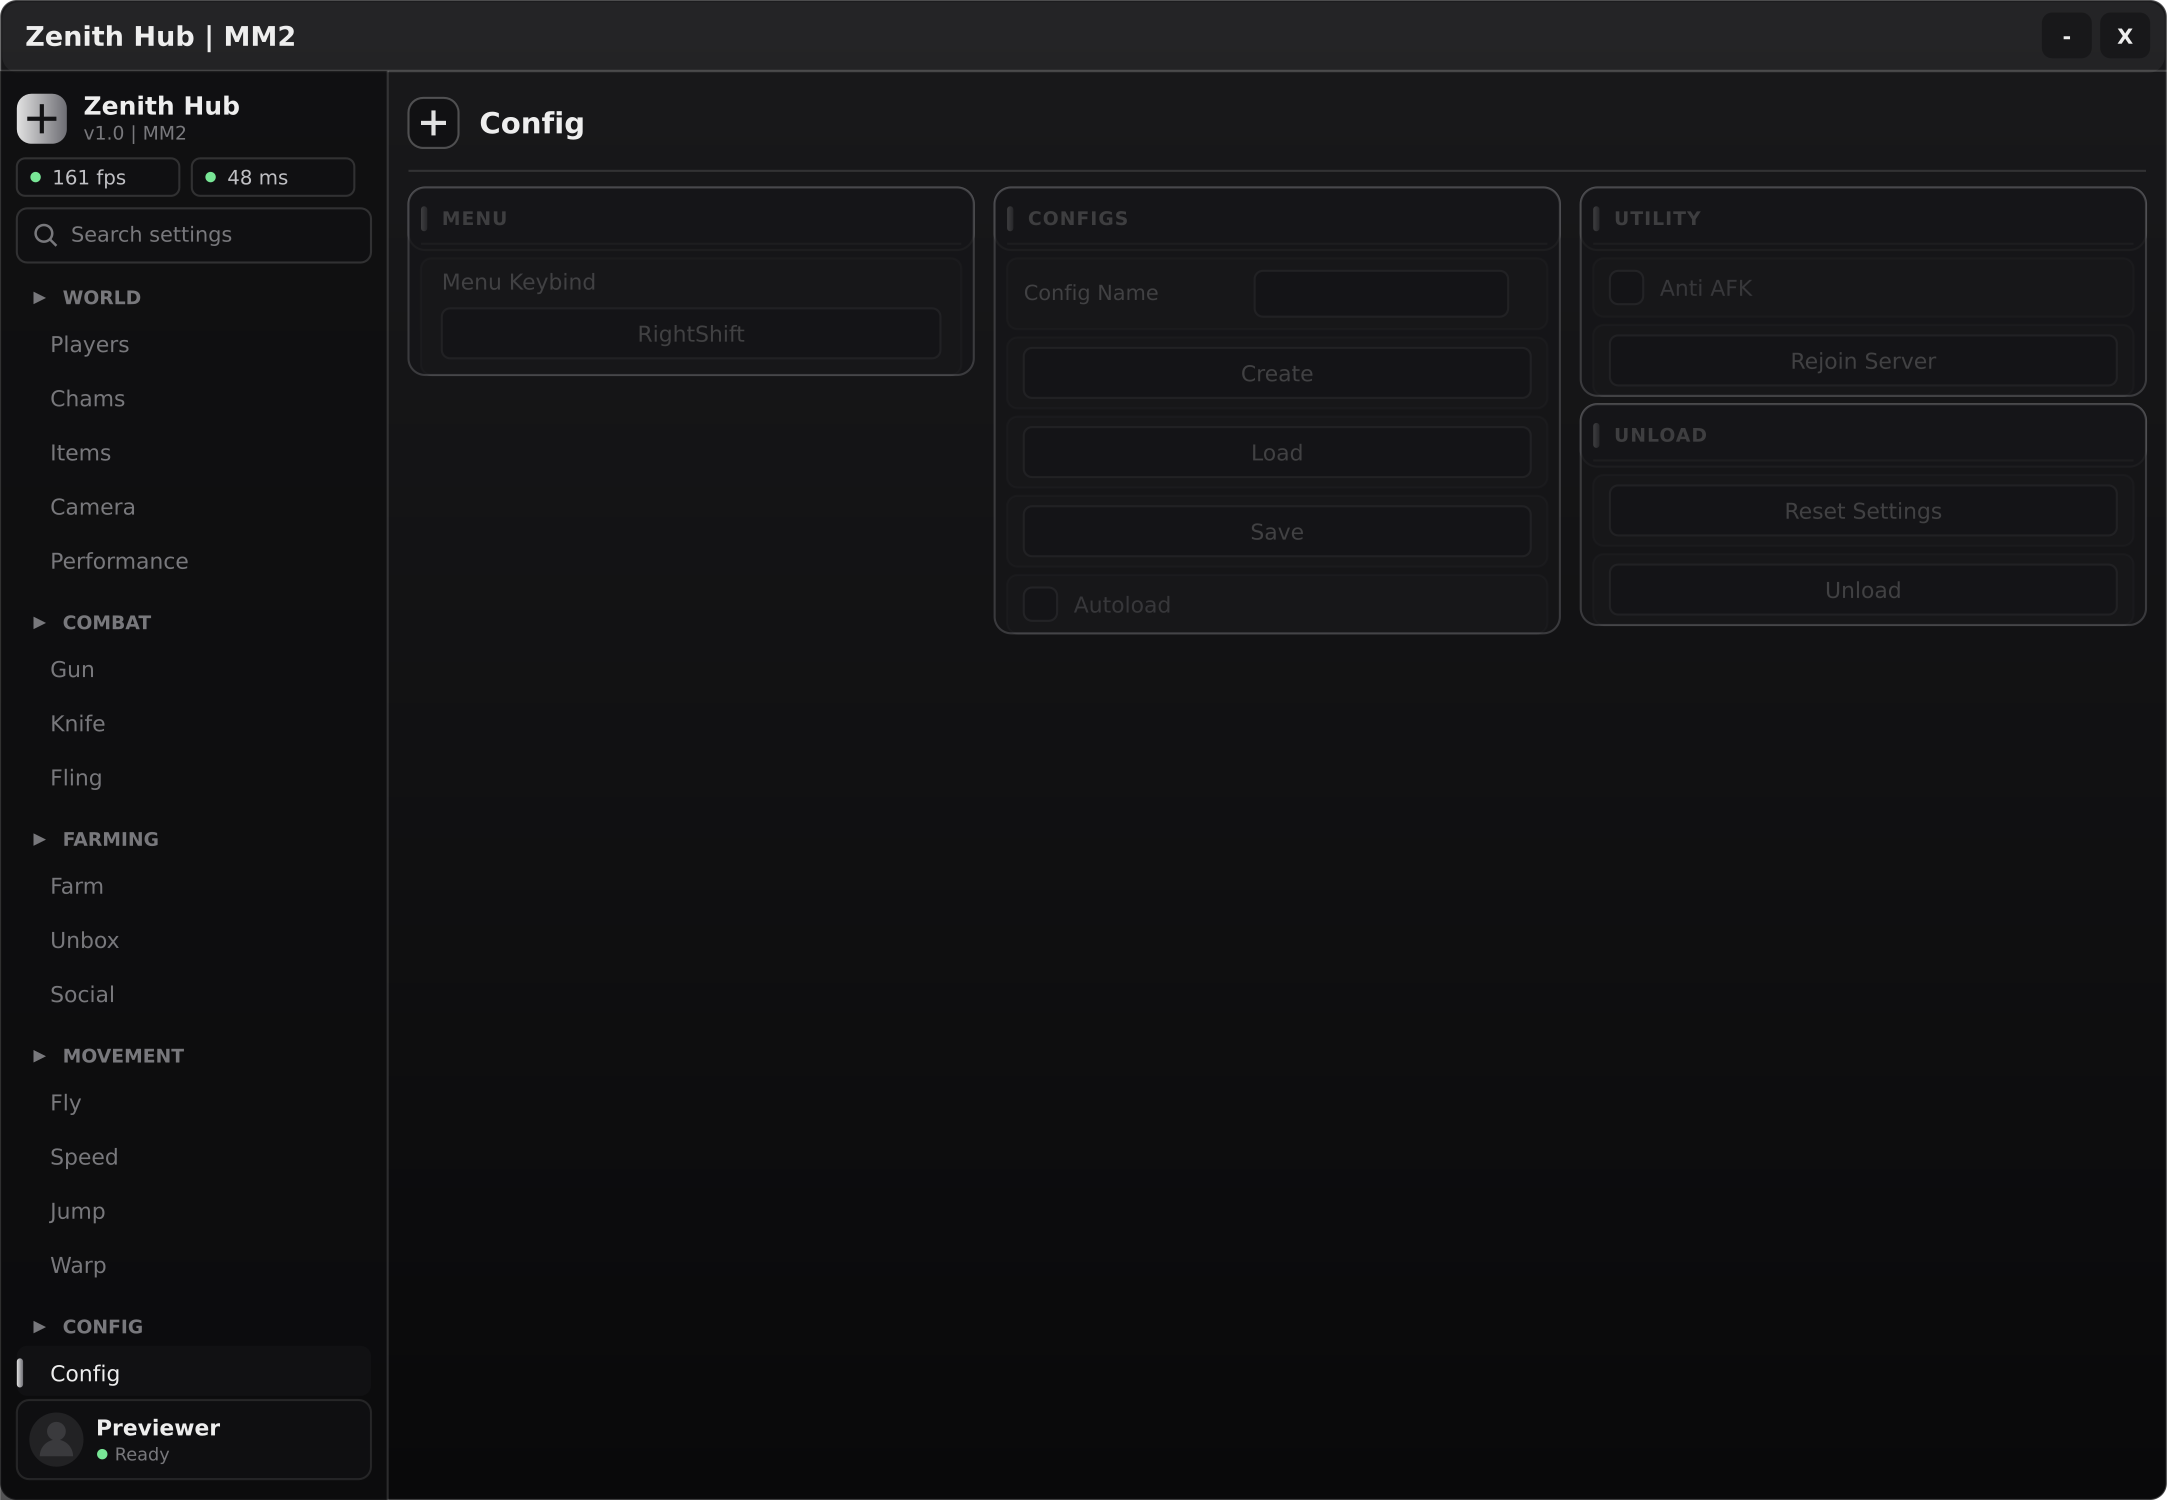 Zenith Hub | MM2
- X
Zenith Hub
v1.0 | MM2
161 fps
48 ms
Search settings
WORLD
Players
Chams
Items
Camera
Performance
COMBAT
Gun
Knife
Fling
FARMING
Farm
Unbox
Social
MOVEMENT
Fly
Speed
Jump
Warp
CONFIG
Config
Previewer
Ready
Config
MENU
Menu Keybind
RightShift
CONFIGS
Config Name
Create
Load
Save
Autoload
UTILITY
Anti AFK
Rejoin Server
UNLOAD
Reset Settings
Unload